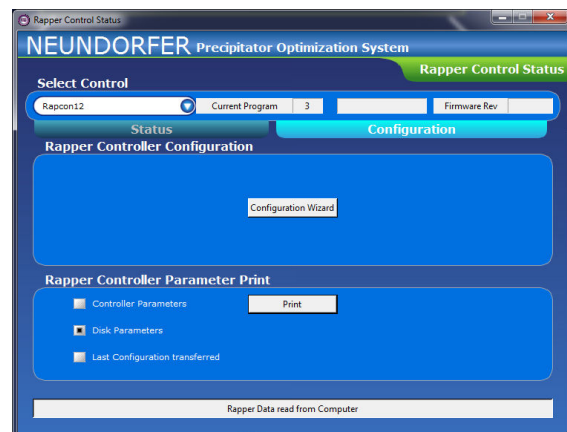 Rapper Control Status
NEUNDORFER Precipitator Optimization System
Rapper Control Status
Select Control
Rapcon12 Current Program 3 Firmware Rev
Status Configuration
Rapper Controller Configuration
Configuration Wizard
Rapper Controller Parameter Print
Controller Parameters Print
Disk Parameters
Last Configuration transferred
Rapper Data read from Computer